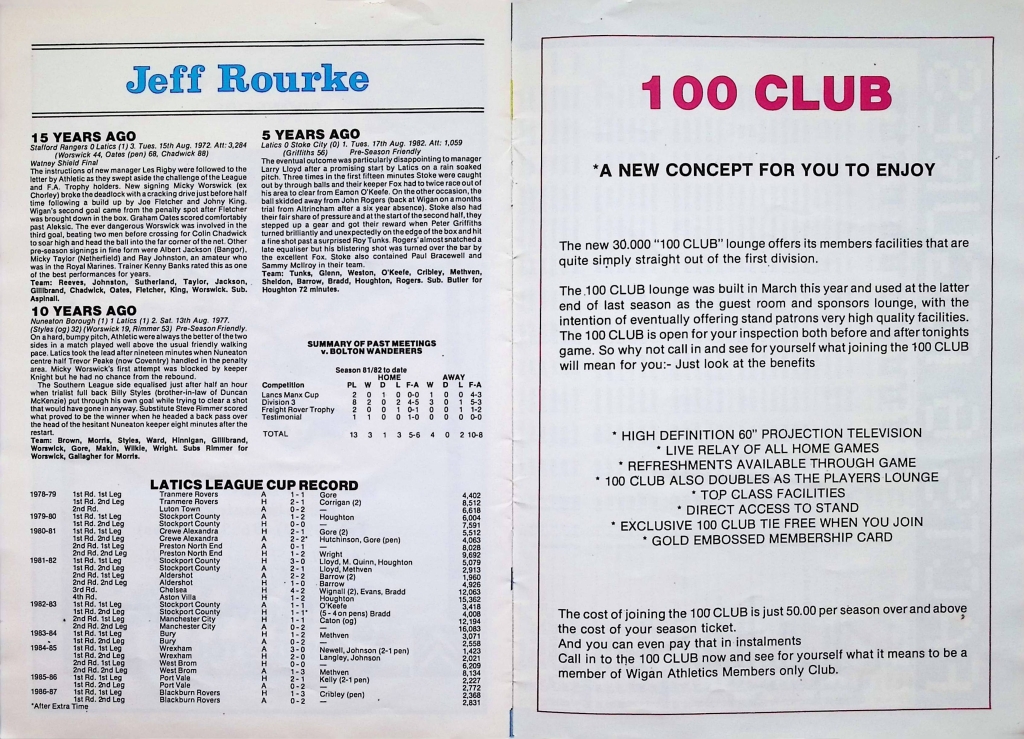 Jeff Rourke
15 YEARS AGO
Stafford Rangers 0 Latics (1) 3. Tues. 15th Aug. 1972. Att: 3,284
(Worswick 44, Oates (pen) 68, Chadwick 88)
Watney Shield Final
The instructions of new manager Les Rigby were followed to the
letter by Athletic as they swept aside the challenge of the League
and F.A. Trophy holders. New signing Micky Worswick (ex
Chorley) broke the deadlock with a cracking drive just before half
time following a build up by Joe Fletcher and Johny King.
Wigan's second goal came from the penalty spot after Fletcher
was brought down in the box. Graham Oates scored comfortably
past Aleksic. The ever dangerous Worswick was involved in the
third goal, beating two men before crossing for Colin Chadwick
to soar high and head the ball into the far corner of the net. Other
pre-season signings in fine form were Albert Jackson (Bangor),
Micky Taylor (Netherfield) and Ray Johnston, an amateur who
was in the Royal Marines. Trainer Kenny Banks rated this as one
of the best performances for years.
Team: Reeves, Johnston, Sutherland, Taylor, Jackson,
Gillibrand, Chadwick, Oates, Fletcher, King, Worswick. Sub.
Aspinall.
10 YEARS AGO
Nuneaton Borough (1) 1 Latics (1) 2. Sat. 13th Aug. 1977.
(Styles (og) 32) (Worswick 19, Rimmer 53) Pre-Season Friendly.
On a hard, bumpy pitch, Athletic were always the better of the two
sides in a match played well above the usual friendly walking
pace. Latics took the lead after nineteen minutes when Nuneaton
centre half Trevor Peake (now Coventry) handled in the penalty
area. Micky Worswick's first attempt was blocked by keeper
Knight but he had no chance from the rebound.
The Southern League side equalised just after half an hour
when trialist full back Billy Styles (brother-in-law of Duncan
McKenzie) put through his own goal while trying to clear a shot
that would have gone in anyway. Substitute Steve Rimmer scored
what proved to be the winner when he headed a back pass over
the head of the hesitant Nuneaton keeper eight minutes after the
restart.
Team: Brown, Morris, Styles, Ward, Hinnigan, Gillibrand,
Worswick, Gore, Makin, Wilkie, Wright. Subs Rimmer for
Worswick, Gallagher for Morris.
5 YEARS AGO
Latics 0 Stoke City (0) 1. Tues. 17th Aug. 1982. Att: 1,059
(Griffiths 56) Pre-Season Friendly
The eventual outcome was particularly disappointing to manager
Larry Lloyd after a promising start by Latics on a rain soaked
pitch. Three times in the first fifteen minutes Stoke were caught
out by through balls and their keeper Fox had to twice race out of
his area to clear from Eamon O'Keefe. On the other occasion, the
ball skidded away from John Rogers (back at Wigan on a months
trial from Altrincham after a six year absence). Stoke also had
their fair share of pressure and at the start of the second half, they
stepped up a gear and got their reward when Peter Griffiths
turned brilliantly and unexpectedly on the edge of the box and hit
a fine shot past a surprised Roy Tunks. Rogers' almost snatched a
late equaliser but his blistering shot was turned over the bar by
the excellent Fox. Stoke also contained Paul Bracewell and
Sammy McIlroy in their team.
Team: Tunks, Glenn, Weston, O'Keefe, Cribley, Methven,
Sheldon, Barrow, Bradd, Houghton, Rogers. Sub. Butler for
Houghton 72 minutes.
SUMMARY OF PAST MEETINGS
v. BOLTON WANDERERS
Season 81/82 to date
HOME AWAY
Competition PL W D L F-A W D L F-A
Lancs Manx Cup 2 0 1 0 0-0 1 0 0 4-3
Division 3 8 2 0 2 4-5 3 0 1 5-3
Freight Rover Trophy 2 0 0 1 0-1 0 0 1 1-2
Testimonial 1 1 0 0 1-0 0 0 0 0-0
TOTAL 13 3 1 3 5-6 4 0 2 10-8
LATICS LEAGUE CUP RECORD
1978-79 1st Rd. 1st Leg Tranmere Rovers A 1-1 Gore 4,402
1st Rd. 2nd Leg Tranmere Rovers H 2-1 Corrigan (2) 8,512
2nd Rd. Luton Town A 0-2 — 6,618
1979-80 1st Rd. 1st Leg Stockport County A 1-2 Houghton 6,004
1st Rd. 2nd Leg Stockport County H 0-0 — 7,591
1980-81 1st Rd. 1st Leg Crewe Alexandra H 2-1 Gore (2) 5,512
1st Rd. 2nd Leg Crewe Alexandra A 2-2* Hutchinson, Gore (pen) 4,063
2nd Rd. 1st Leg Preston North End A 0-1 — 8,028
2nd Rd. 2nd Leg Preston North End H 1-2 Wright 9,692
1981-82 1st Rd. 1st Leg Stockport County H 3-0 Lloyd, M. Quinn, Houghton 5,079
1st Rd. 2nd Leg Stockport County A 2-1 Lloyd, Methven 2,913
2nd Rd. 1st Leg Aldershot A 2-2 Barrow (2) 1,960
2nd Rd. 2nd Leg Aldershot H 1-0 Barrow 4,926
3rd Rd. Chelsea H 4-2 Wignall (2), Evans, Bradd 12,063
4th Rd. Aston Villa H 1-2 Houghton 15,362
1982-83 1st Rd. 1st Leg Stockport County A 1-1 O'Keefe 3,418
1st Rd. 2nd Leg Stockport County H 1-1* (5-4 on pens) Bradd 4,008
2nd Rd. 1st Leg Manchester City H 1-1 Caton (og) 12,194
2nd Rd. 2nd Leg Manchester City A 0-2 — 16,083
1983-84 1st Rd. 1st Leg Bury H 1-2 Methven 3,071
1st Rd. 2nd Leg Bury A 0-2 — 2,558
1984-85 1st Rd. 1st Leg Wrexham A 3-0 Newell, Johnson (2-1 pen) 1,423
1st Rd. 2nd Leg Wrexham H 2-0 Langley, Johnson 2,021
2nd Rd. 1st Leg West Brom H 0-0 — 6,209
2nd Rd. 2nd Leg West Brom A 1-3 Methven 8,134
1985-86 1st Rd. 1st Leg Port Vale H 2-1 Kelly (2-1 pen) 2,227
1st Rd. 2nd Leg Port Vale A 0-2 — 2,772
1986-87 1st Rd. 1st Leg Blackburn Rovers H 1-3 Cribley (pen) 2,368
1st Rd. 2nd Leg Blackburn Rovers A 0-2 — 2,831
*After Extra Time
100 CLUB
*A NEW CONCEPT FOR YOU TO ENJOY
The new 30.000 "100 CLUB" lounge offers its members facilities that are
quite simply straight out of the first division.
The 100 CLUB lounge was built in March this year and used at the latter
end of last season as the guest room and sponsors lounge, with the
intention of eventually offering stand patrons very high quality facilities.
The 100 CLUB is open for your inspection both before and after tonights
game. So why not call in and see for yourself what joining the 100 CLUB
will mean for you:- Just look at the benefits
* HIGH DEFINITION 60" PROJECTION TELEVISION
* LIVE RELAY OF ALL HOME GAMES
* REFRESHMENTS AVAILABLE THROUGH GAME
* 100 CLUB ALSO DOUBLES AS THE PLAYERS LOUNGE
* TOP CLASS FACILITIES
* DIRECT ACCESS TO STAND
* EXCLUSIVE 100 CLUB TIE FREE WHEN YOU JOIN
* GOLD EMBOSSED MEMBERSHIP CARD
The cost of joining the 100 CLUB is just 50.00 per season over and above
the cost of your season ticket.
And you can even pay that in instalments
Call in to the 100 CLUB now and see for yourself what it means to be a
member of Wigan Athletics Members only Club.